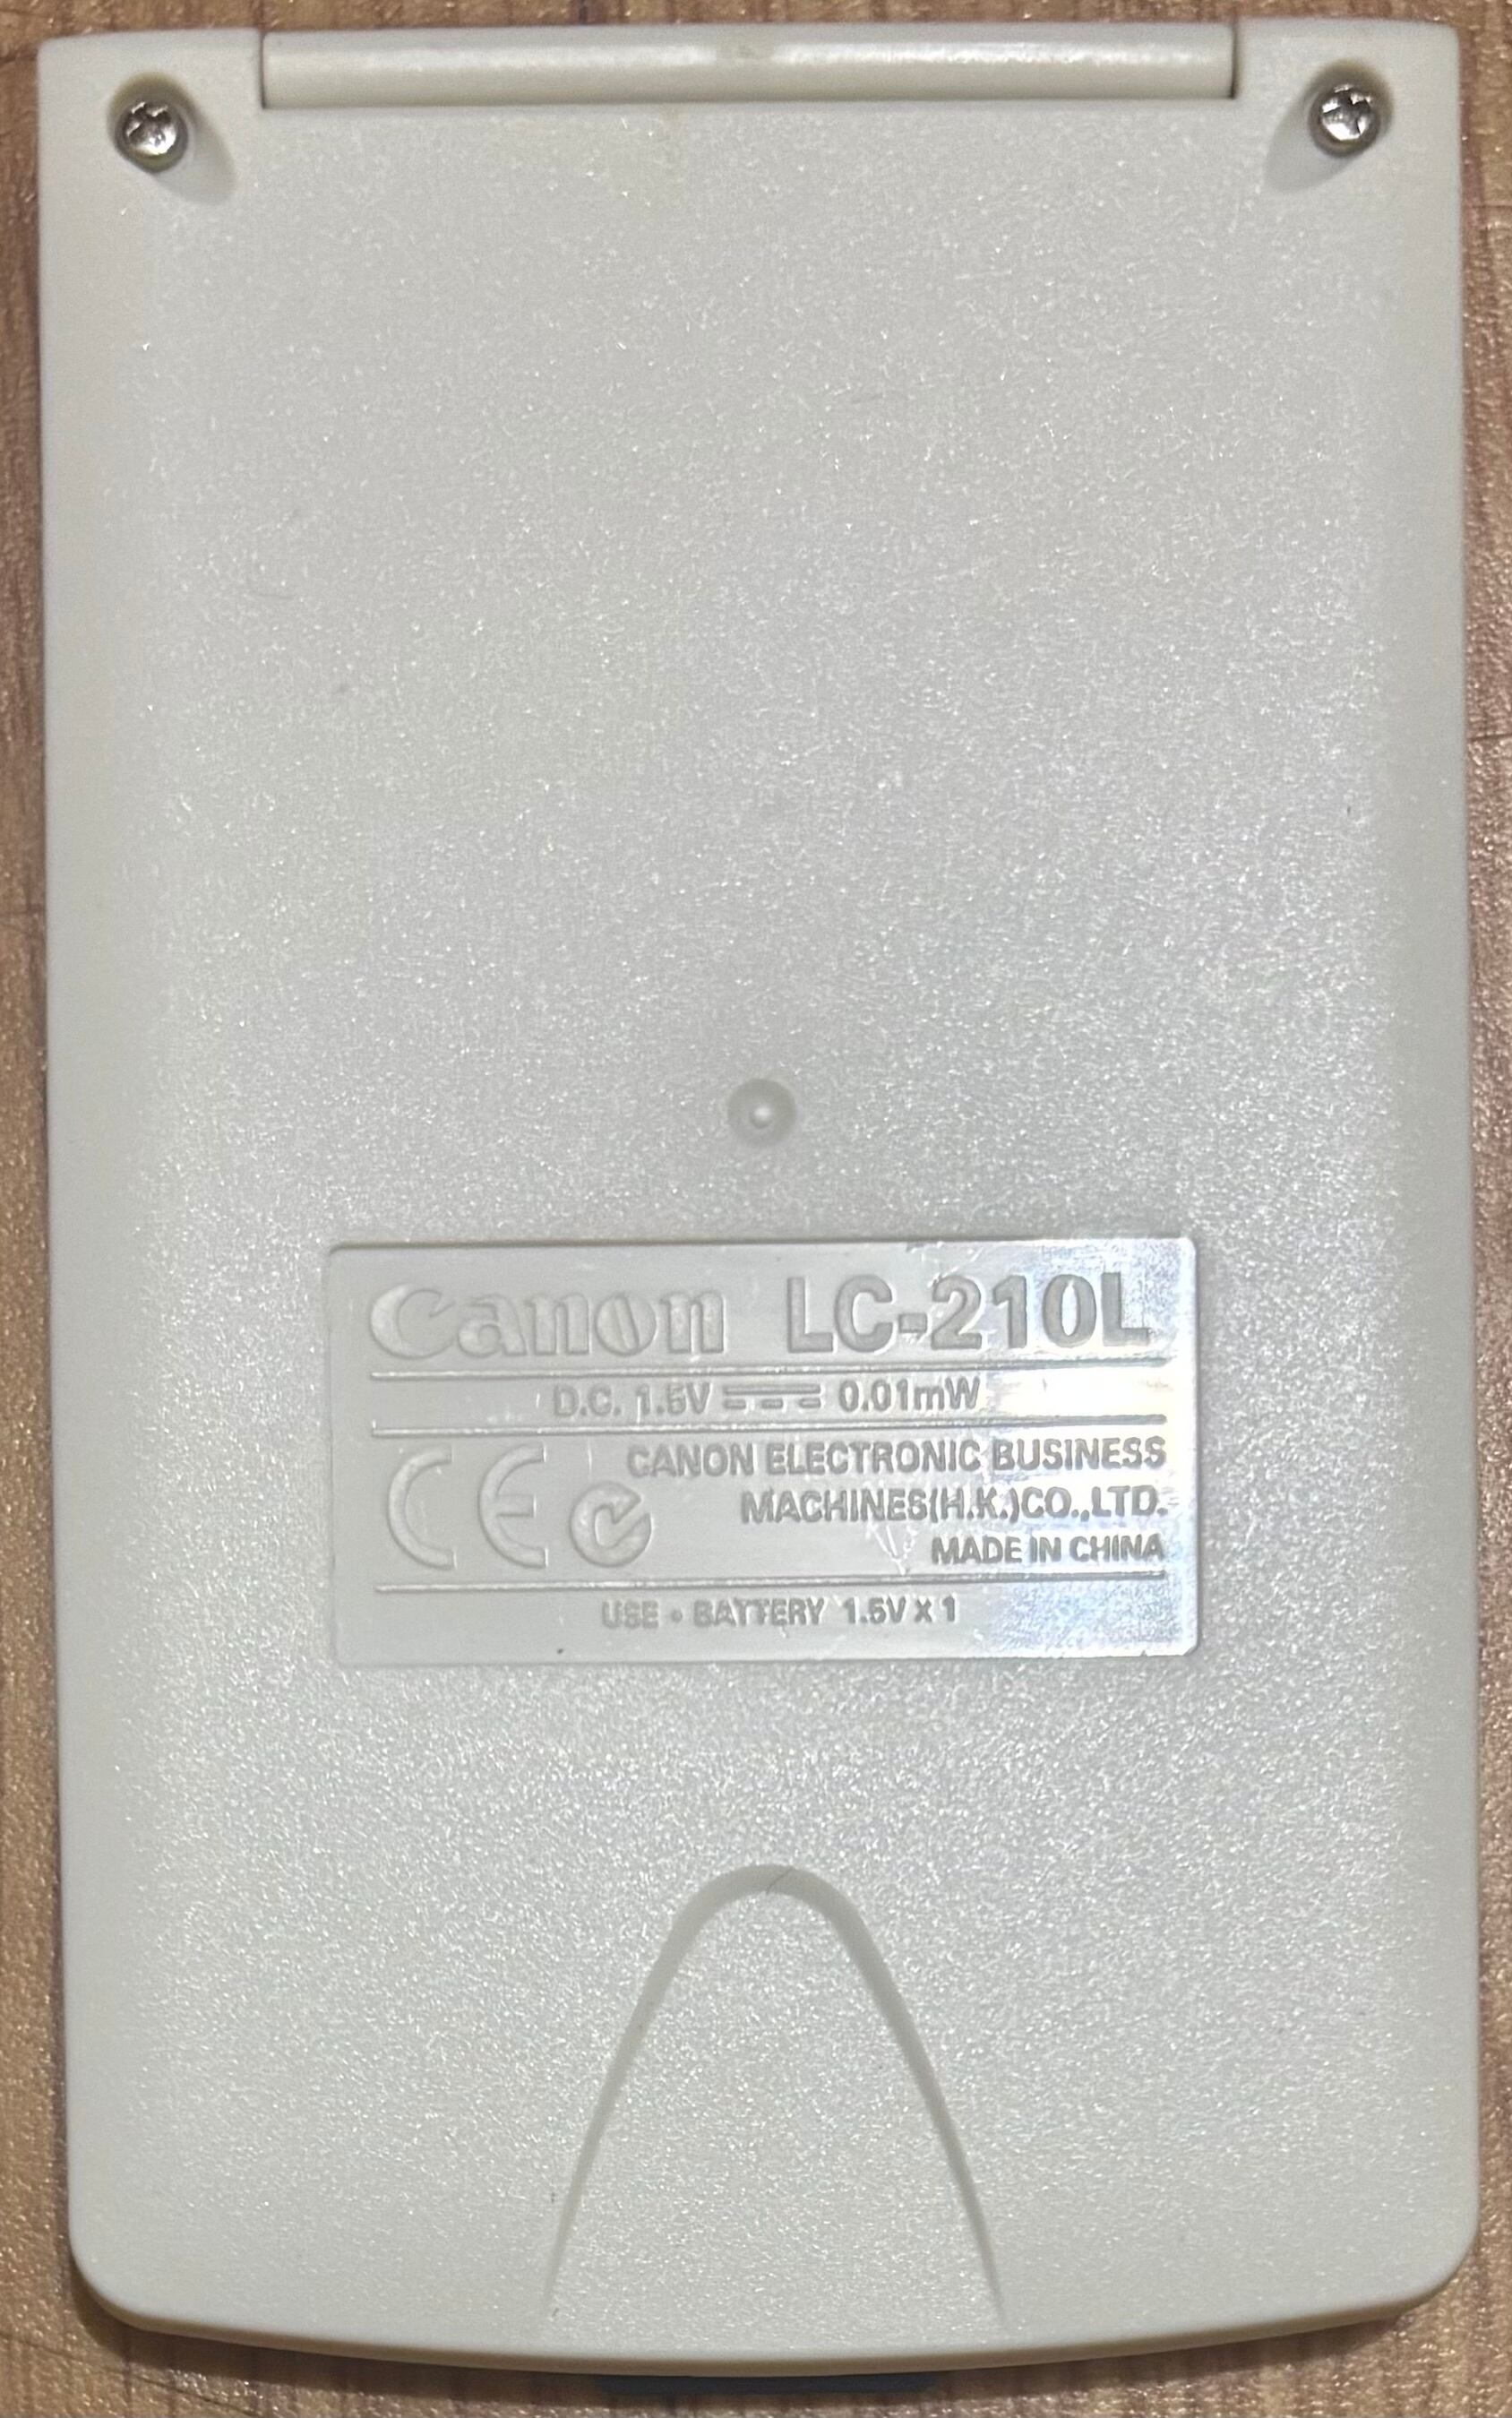 Canon LC-210L
D.C. 1.5V ⎓ 0.01mW
CE
CANON ELECTRONIC BUSINESS
MACHINES(H.K.)CO.,LTD.
MADE IN CHINA
USE • BATTERY 1.5V X 1